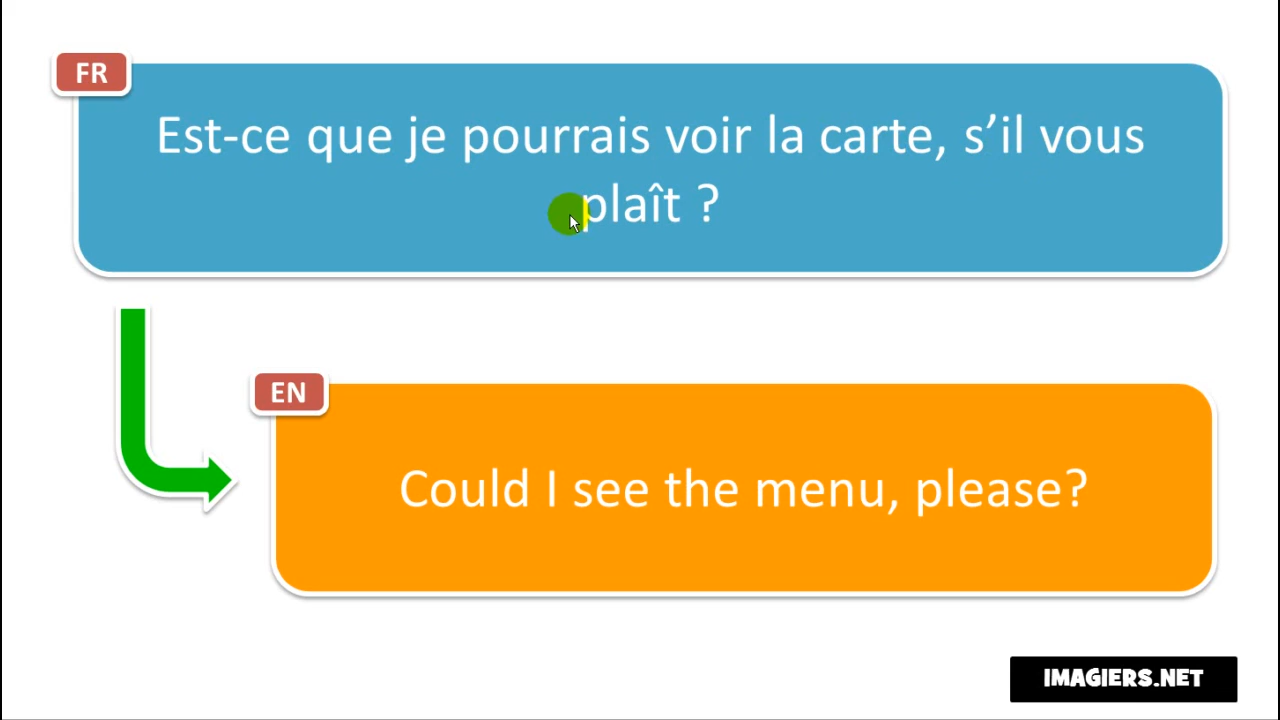 FR
Est-ce que je pourrais voir la carte, s’il vous
plaît ?
EN
Could I see the menu, please?
IMAGIERS.NET